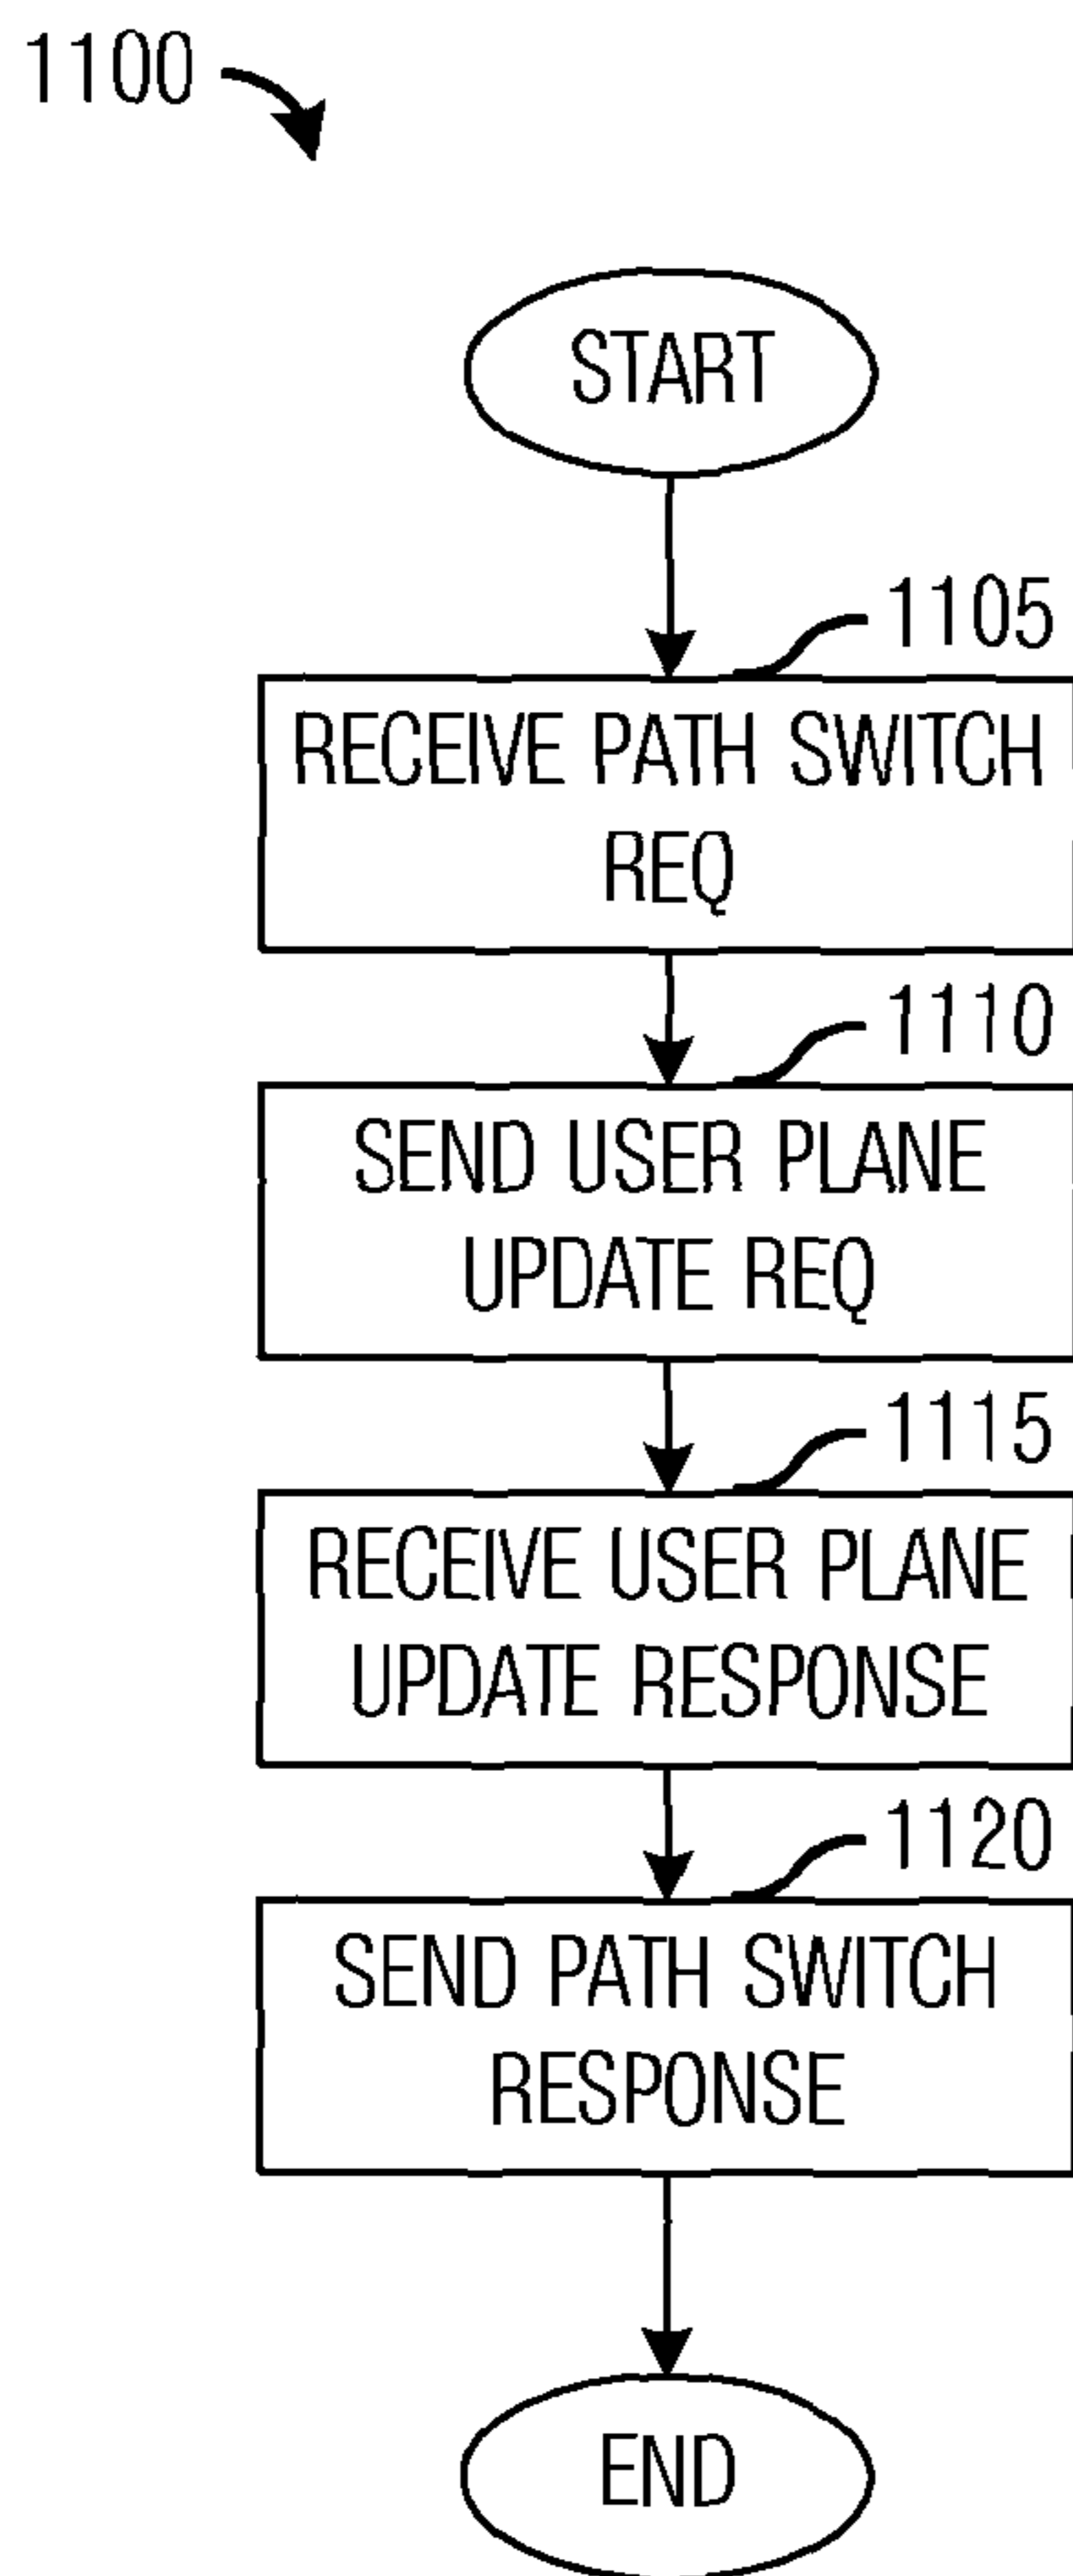 1100
START
1105
RECEIVE PATH SWITCH
REQ
1110
SEND USER PLANE
UPDATE REQ
1115
RECEIVE USER PLANE
UPDATE RESPONSE
1120
SEND PATH SWITCH
RESPONSE
END